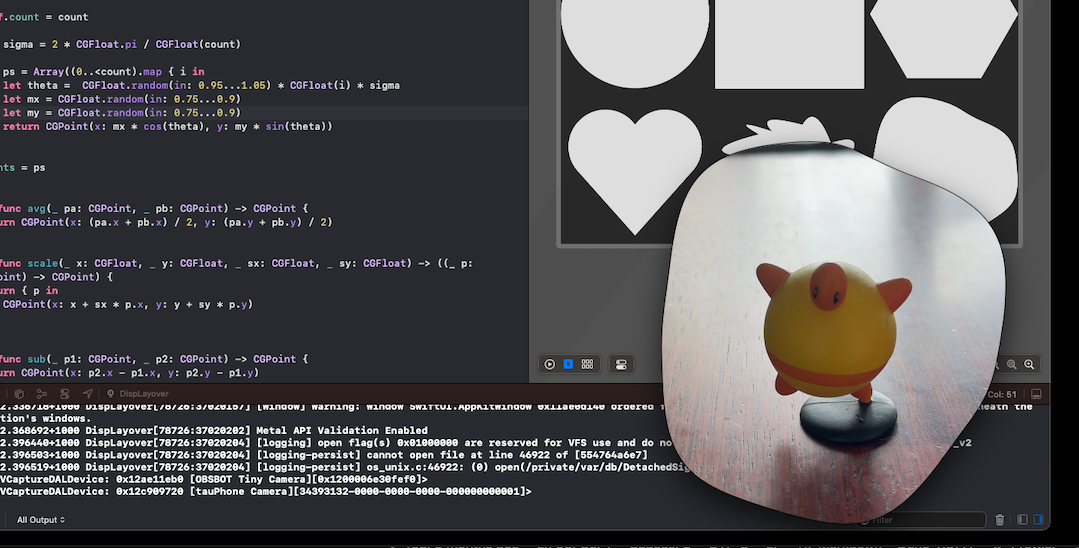 f.count = count
sigma = 2 * CGFloat.pi / CGFloat(count)
ps = Array((0..<count).map { i in
let theta =  CGFloat.random(in: 0.95...1.05) * CGFloat(i) * sigma
let mx = CGFloat.random(in: 0.75...0.9)
let my = CGFloat.random(in: 0.75...0.9)
return CGPoint(x: mx * cos(theta), y: my * sin(theta))
nts = ps
func avg(_ pa: CGPoint, _ pb: CGPoint) -> CGPoint {
urn CGPoint(x: (pa.x + pb.x) / 2, y: (pa.y + pb.y) / 2)
func scale(_ x: CGFloat, _ y: CGFloat, _ sx: CGFloat, _ sy: CGFloat) -> ((_ p:
oint) -> CGPoint) {
urn { p in
CGPoint(x: x + sx * p.x, y: y + sy * p.y)
func sub(_ p1: CGPoint, _ p2: CGPoint) -> CGPoint {
urn CGPoint(x: p2.x - p1.x, y: p2.y - p1.y)
DispLayover
Col: 51
DispLayover[78726:37020157] [Window] Warning: Window SwiftUI.AppKitWindow 0x11ae0d140 ordered
neath the
tion's windows.
2.368692+1000 DispLayover[78726:37020202] Metal API Validation Enabled
2.396440+1000 DispLayover[78726:37020204] [logging] open flag(s) 0x01000000 are reserved for VFS use and do no
_v2
2.396503+1000 DispLayover[78726:37020204] [logging-persist] cannot open file at line 46922 of [554764a6e7]
2.396519+1000 DispLayover[78726:37020204] [logging-persist] os_unix.c:46922: (0) open(/private/var/db/DetachedSig
VCaptureDALDevice: 0x12ae11eb0 [OBSBOT Tiny Camera][0x1200006e30fef0]>
VCaptureDALDevice: 0x12c909720 [tauPhone Camera][34393132-0000-0000-0000-000000000001]>
All Output
Filter